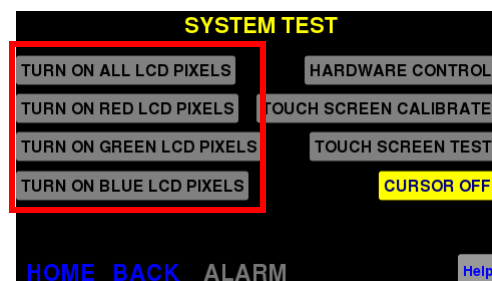 SYSTEM TEST
TURN ON ALL LCD PIXELS
HARDWARE CONTROL
TURN ON RED LCD PIXELS
TOUCH SCREEN CALIBRATE
TURN ON GREEN LCD PIXELS
TOUCH SCREEN TEST
TURN ON BLUE LCD PIXELS
CURSOR OFF
HOME BACK ALARM Help